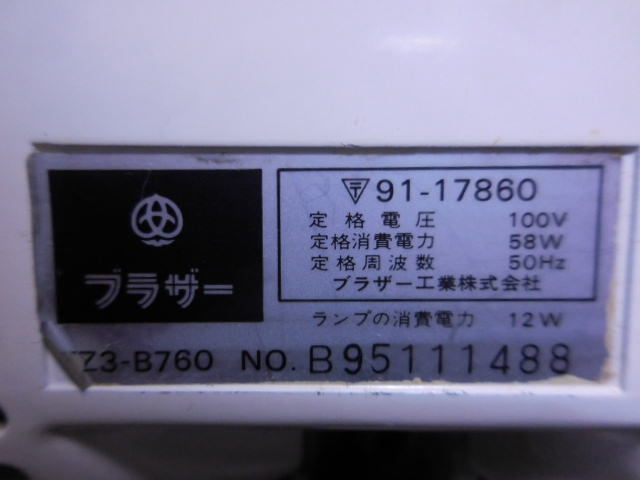 ブラザー
〒 91-17860
定格電圧 100V
定格消費電力 58W
定格周波数 50Hz
ブラザー工業株式会社
ランプの消費電力 12W
Z3-B760 NO. B95111488